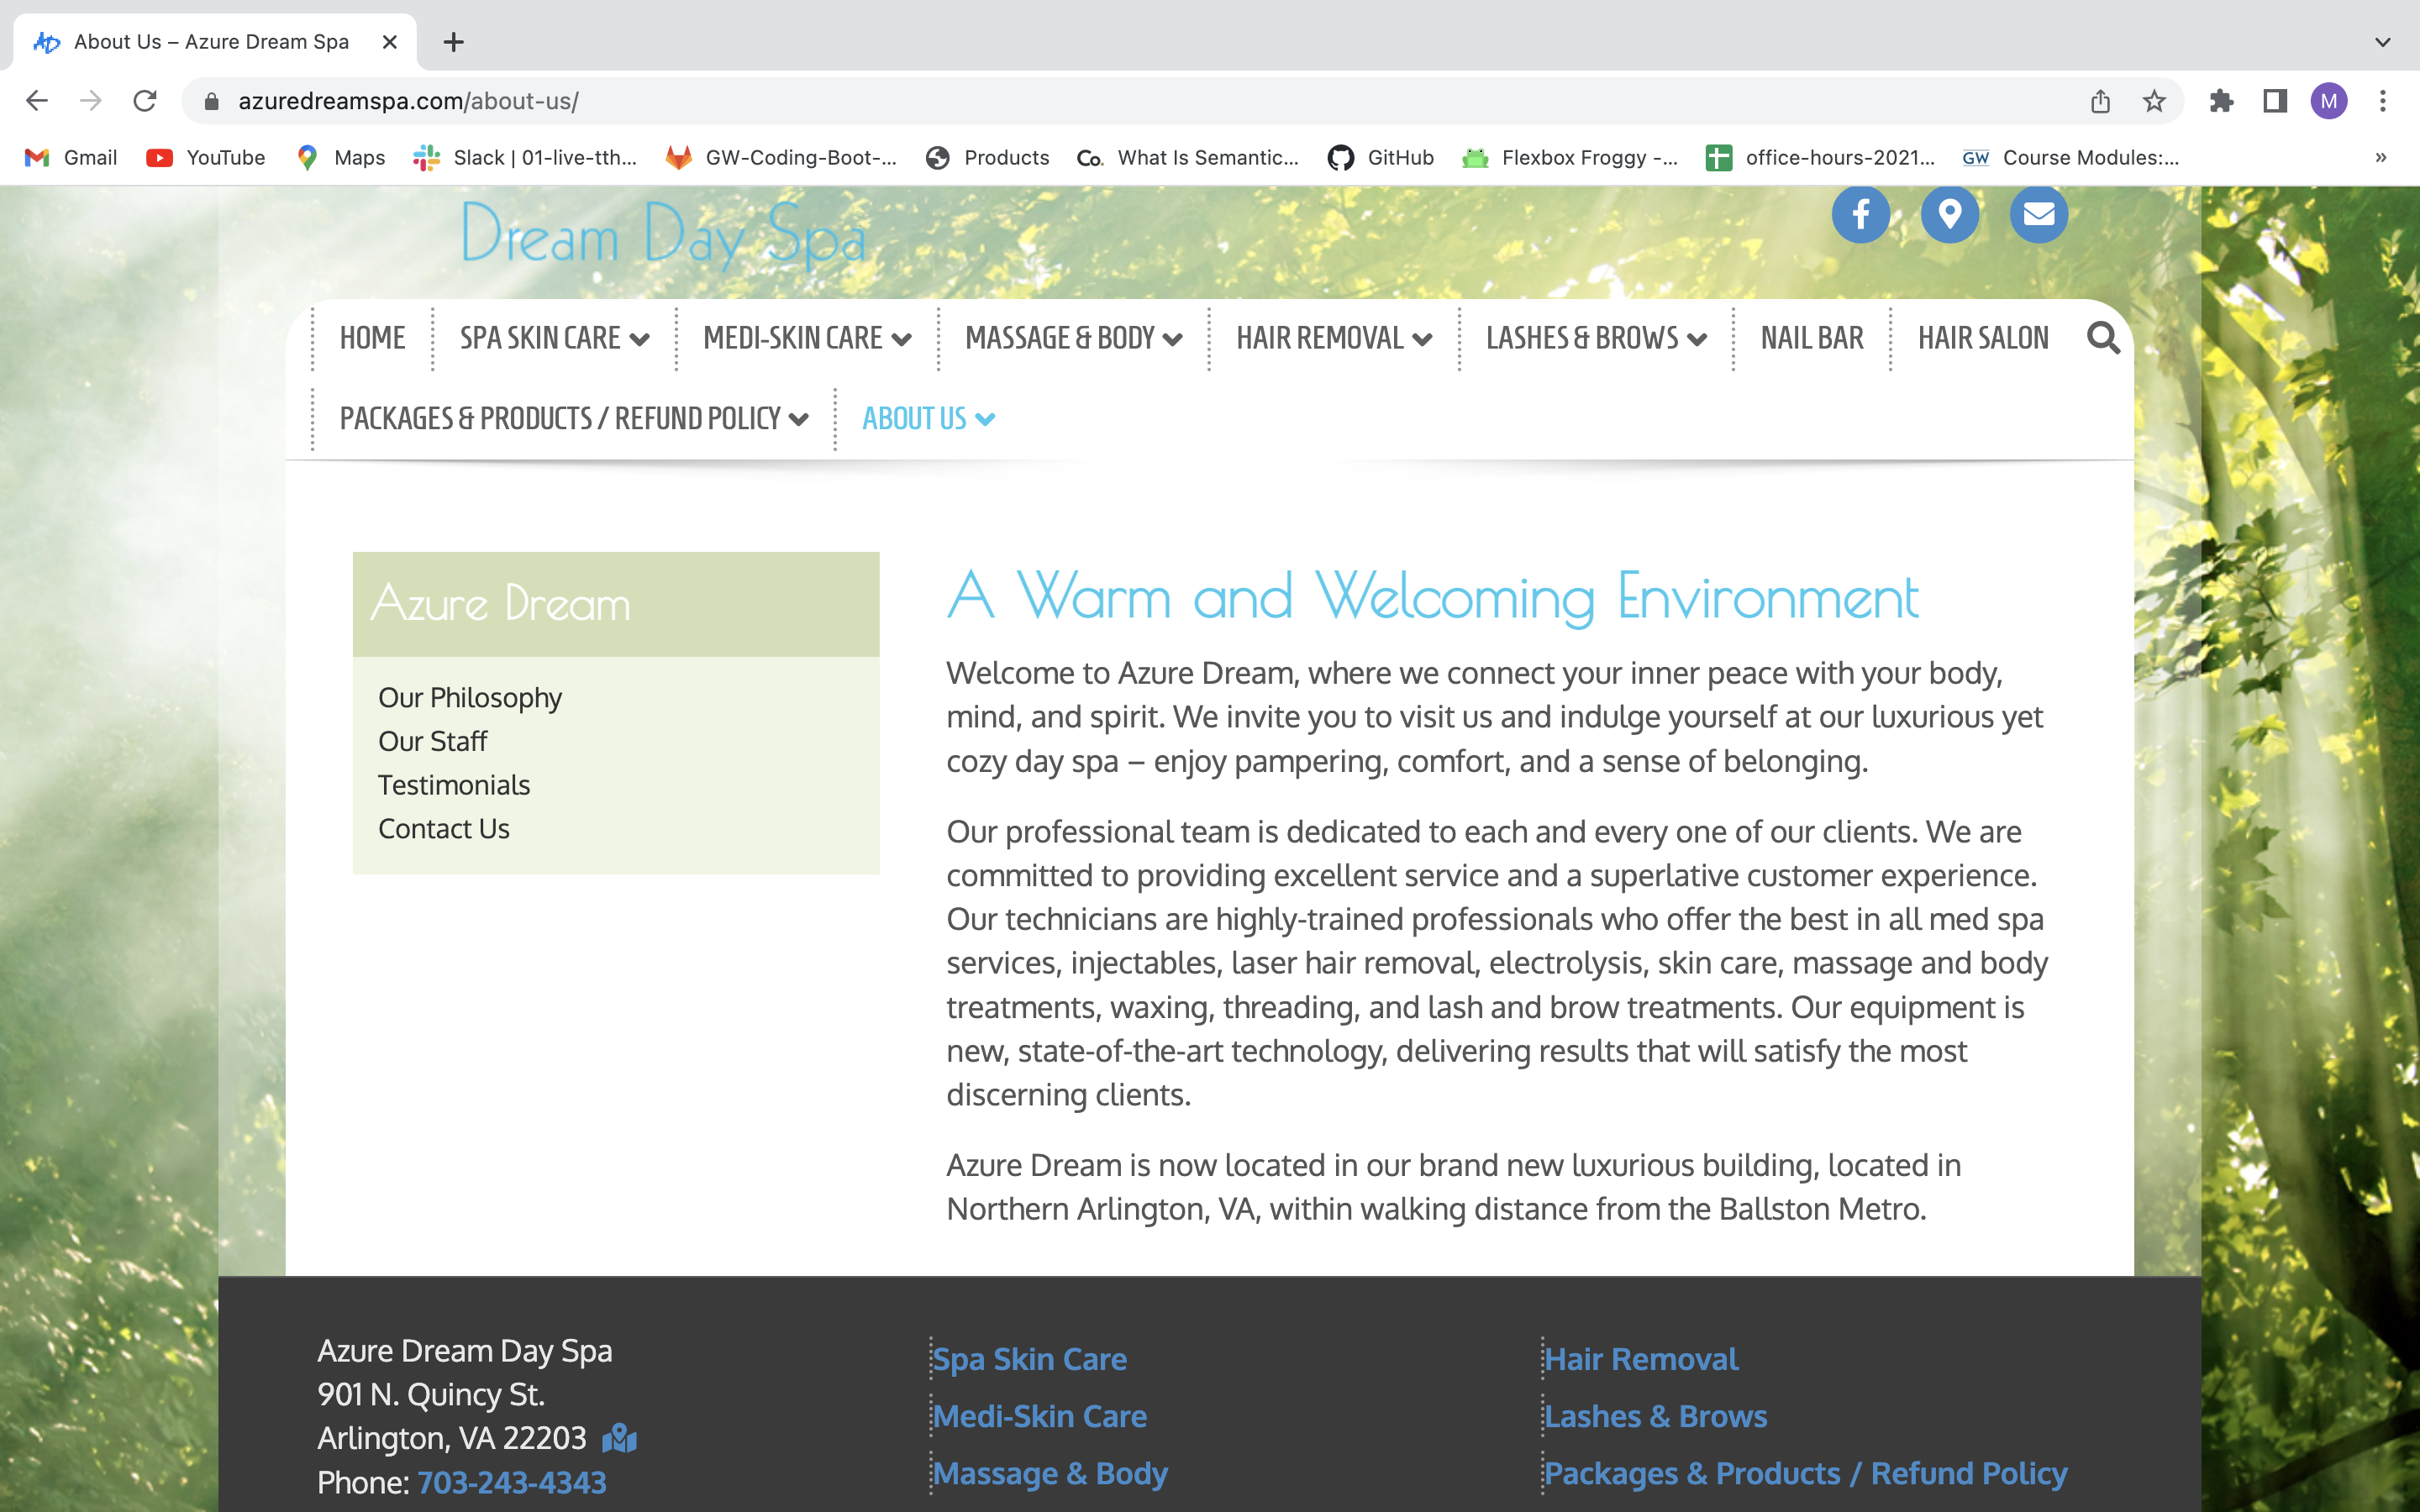 About Us – Azure Dream Spa
azuredreamspa.com/about-us/
M
Gmail
YouTube
Maps
Slack | 01-live-tth...
GW-Coding-Boot-...
Products
Co. What Is Semantic...
GitHub
Flexbox Froggy -...
office-hours-2021...
GW Course Modules:...
»
Dream Day Spa
HOME
SPA SKIN CARE
MEDI-SKIN CARE
MASSAGE & BODY
HAIR REMOVAL
LASHES & BROWS
NAIL BAR
HAIR SALON
PACKAGES & PRODUCTS / REFUND POLICY
ABOUT US
Azure Dream
Our Philosophy
Our Staff
Testimonials
Contact Us
A Warm and Welcoming Environment
Welcome to Azure Dream, where we connect your inner peace with your body,
mind, and spirit. We invite you to visit us and indulge yourself at our luxurious yet
cozy day spa – enjoy pampering, comfort, and a sense of belonging.
Our professional team is dedicated to each and every one of our clients. We are
committed to providing excellent service and a superlative customer experience.
Our technicians are highly-trained professionals who offer the best in all med spa
services, injectables, laser hair removal, electrolysis, skin care, massage and body
treatments, waxing, threading, and lash and brow treatments. Our equipment is
new, state-of-the-art technology, delivering results that will satisfy the most
discerning clients.
Azure Dream is now located in our brand new luxurious building, located in
Northern Arlington, VA, within walking distance from the Ballston Metro.
Azure Dream Day Spa
901 N. Quincy St.
Arlington, VA 22203
Phone: 703-243-4343
Spa Skin Care
Medi-Skin Care
Massage & Body
Hair Removal
Lashes & Brows
Packages & Products / Refund Policy